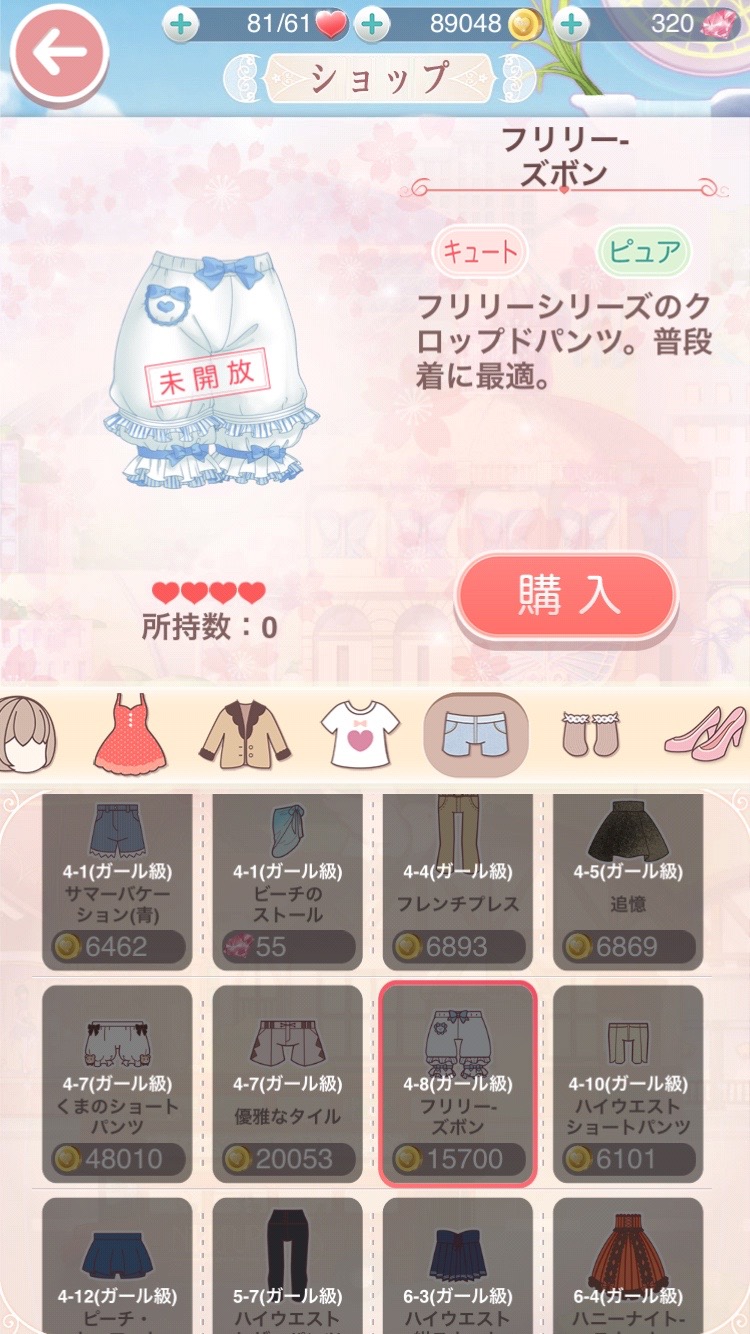 81/61
89048
320
ショップ
フリリー-
ズボン
キュート
ピュア
フリリーシリーズのク
ロップドパンツ。普段
着に最適。
未開放
所持数：0
購入
4-1(ガール級)
サマーバケー
ション(青)
6462
4-1(ガール級)
ビーチの
ストール
55
4-4(ガール級)
フレンチプレス
6893
4-5(ガール級)
追憶
6869
4-7(ガール級)
くまのショート
パンツ
48010
4-7(ガール級)
優雅なタイル
20053
4-8(ガール級)
フリリー-
ズボン
15700
4-10(ガール級)
ハイウエスト
ショートパンツ
6101
4-12(ガール級)
ビーチ・
5-7(ガール級)
ハイウエスト
6-3(ガール級)
ハイウエスト
6-4(ガール級)
ハニーナイト-